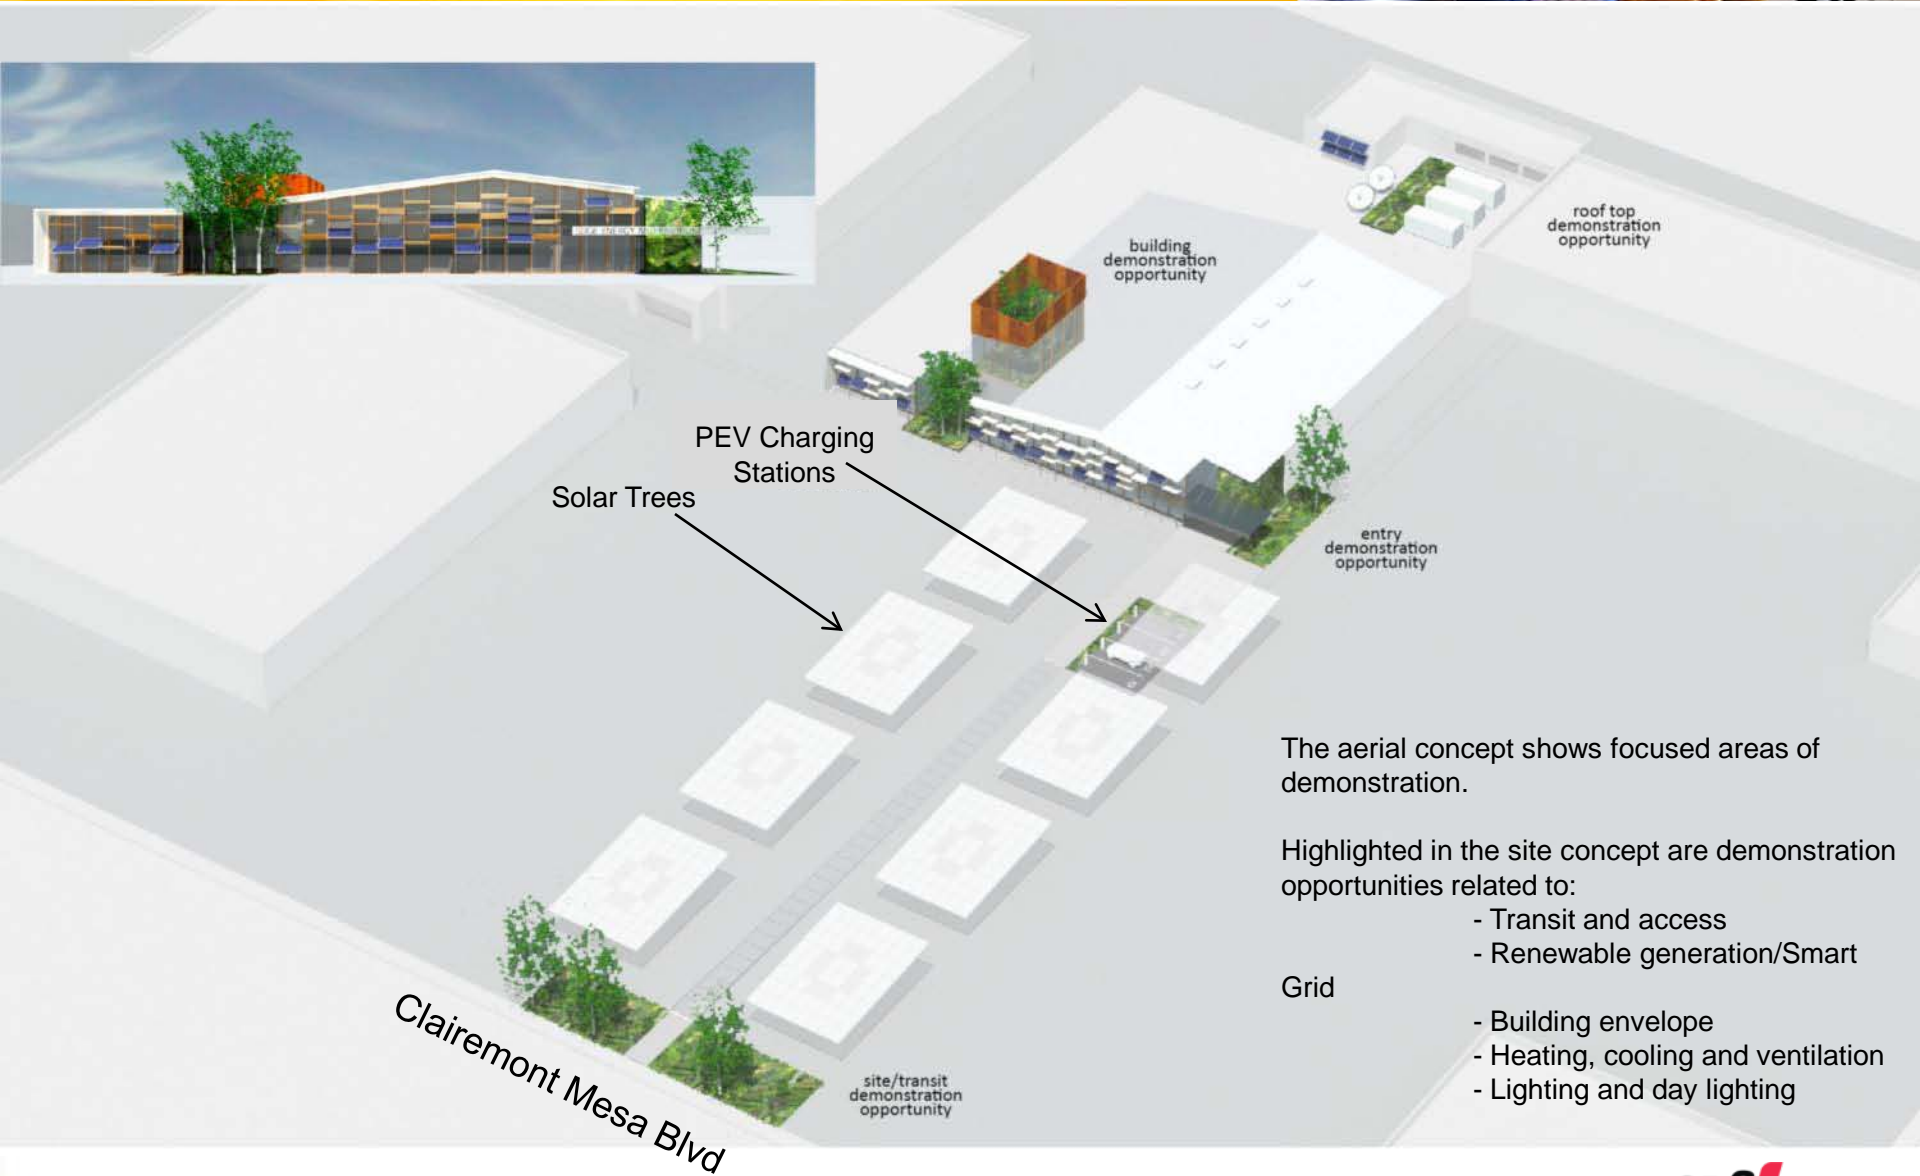 building
demonstration
opportunity
roof top
demonstration
opportunity
PEV Charging
Stations
Solar Trees
entry
demonstration
opportunity
The aerial concept shows focused areas of
demonstration.
Highlighted in the site concept are demonstration
opportunities related to:
- Transit and access
- Renewable generation/Smart
Grid
- Building envelope
- Heating, cooling and ventilation
- Lighting and day lighting
Clairemont Mesa Blvd
site/transit
demonstration
opportunity